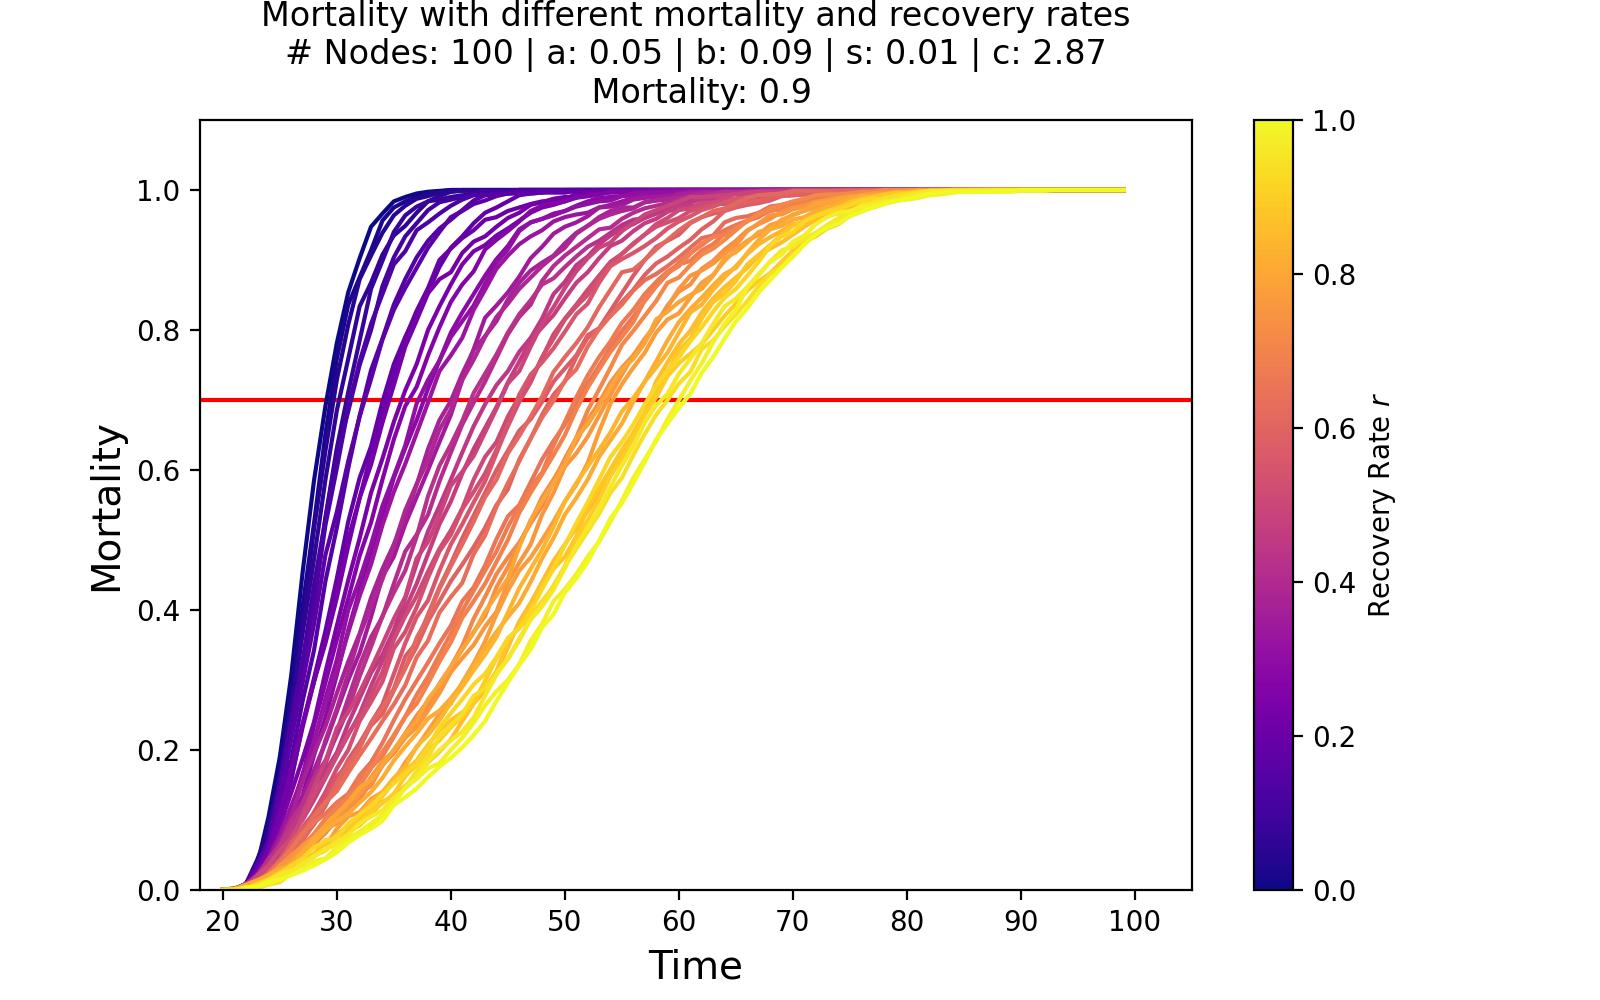 Mortality with different mortality and recovery rates
# Nodes: 100 | a: 0.05 | b: 0.09 | s: 0.01 | c: 2.87
Mortality: 0.9
Mortality
1.0
0.8
0.6
0.4
0.2
0.0
20 30 40 50 60 70 80 90 100
Time
1.0
0.8
0.6
0.4
0.2
0.0
Recovery Rate r